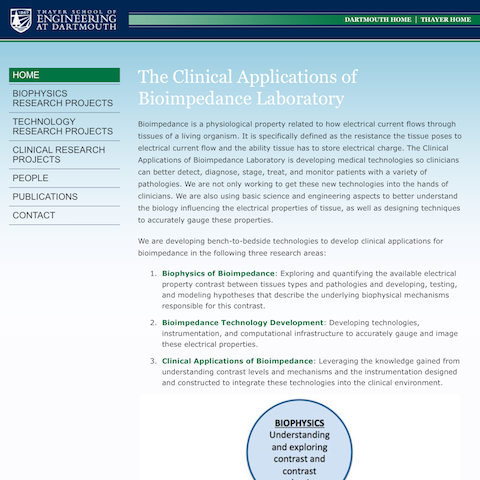 THAYER SCHOOL OF
ENGINEERING
AT DARTMOUTH
DARTMOUTH HOME | THAYER HOME
HOME
BIOPHYSICS
RESEARCH PROJECTS
TECHNOLOGY
RESEARCH PROJECTS
CLINICAL RESEARCH
PROJECTS
PEOPLE
PUBLICATIONS
CONTACT
The Clinical Applications of
Bioimpedance Laboratory
Bioimpedance is a physiological property related to how electrical current flows through
tissues of a living organism. It is specifically defined as the resistance the tissue poses to
electrical current flow and the ability tissue has to store electrical charge. The Clinical
Applications of Bioimpedance Laboratory is developing medical technologies so clinicians
can better detect, diagnose, stage, treat, and monitor patients with a variety of
pathologies. We are not only working to get these new technologies into the hands of
clinicians. We are also using basic science and engineering aspects to better understand
the biology influencing the electrical properties of tissue, as well as designing techniques
to accurately gauge these properties.
We are developing bench-to-bedside technologies to develop clinical applications for
bioimpedance in the following three research areas:
1. Biophysics of Bioimpedance: Exploring and quantifying the available electrical
property contrast between tissues types and pathologies and developing, testing,
and modeling hypotheses that describe the underlying biophysical mechanisms
responsible for this contrast.
2. Bioimpedance Technology Development: Developing technologies,
instrumentation, and computational infrastructure to accurately gauge and image
these electrical properties.
3. Clinical Applications of Bioimpedance: Leveraging the knowledge gained from
understanding contrast levels and mechanisms and the instrumentation designed
and constructed to integrate these technologies into the clinical environment.
BIOPHYSICS
Understanding
and exploring
contrast and
contrast